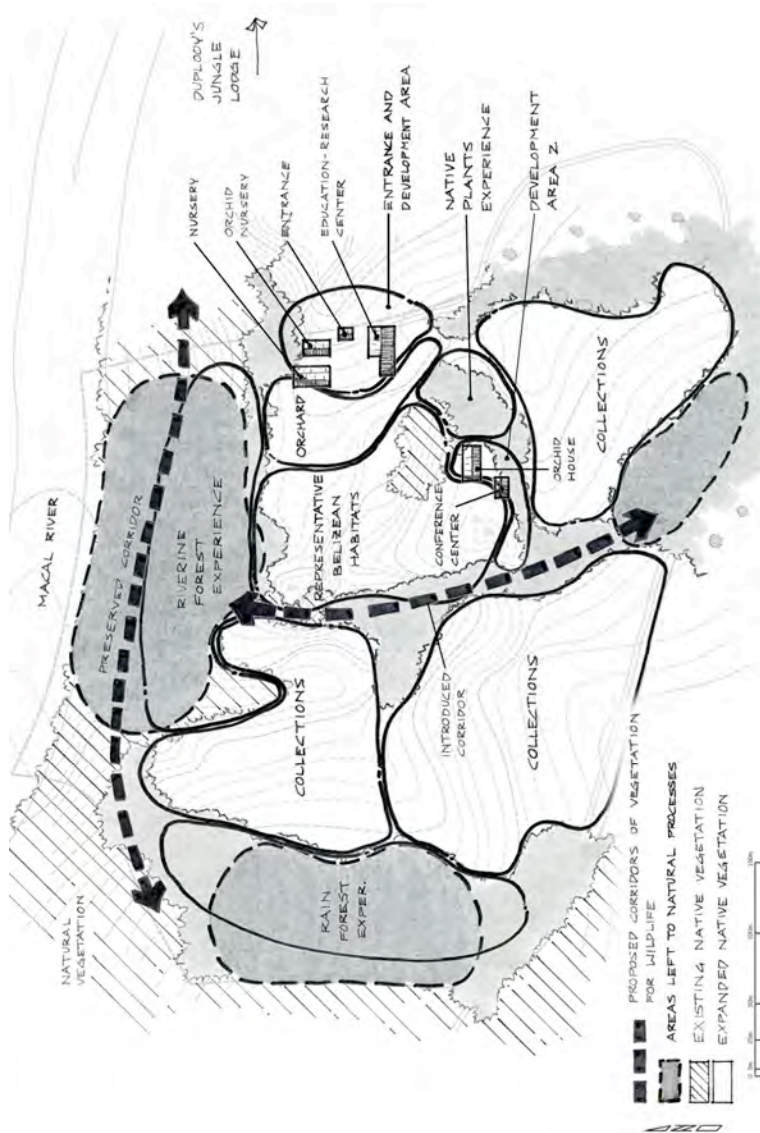 DUPLOOY'S
JUNGLE
LODGE
NURSERY
ORCHID
NURSERY
ENTRANCE
EDUCATION-RESEARCH
CENTER
ENTRANCE AND
DEVELOPMENT AREA
NATIVE
PLANTS
EXPERIENCE
DEVELOPMENT
AREA 2
MACAL RIVER
PRESERVED CORRIDOR
RIVERINE
FOREST
EXPERIENCE
ORCHARD
REPRESENTATIVE
BELIZEAN
HABITATS
CONFERENCE
CENTER
ORCHID
HOUSE
COLLECTIONS
COLLECTIONS
INTRODUCED
CORRIDOR
COLLECTIONS
NATURAL
VEGETATION
RAIN
FOREST
EXPER.
PROPOSED CORRIDORS OF VEGETATION
FOR WILDLIFE
AREAS LEFT TO NATURAL PROCESSES
EXISTING NATIVE VEGETATION
EXPANDED NATIVE VEGETATION